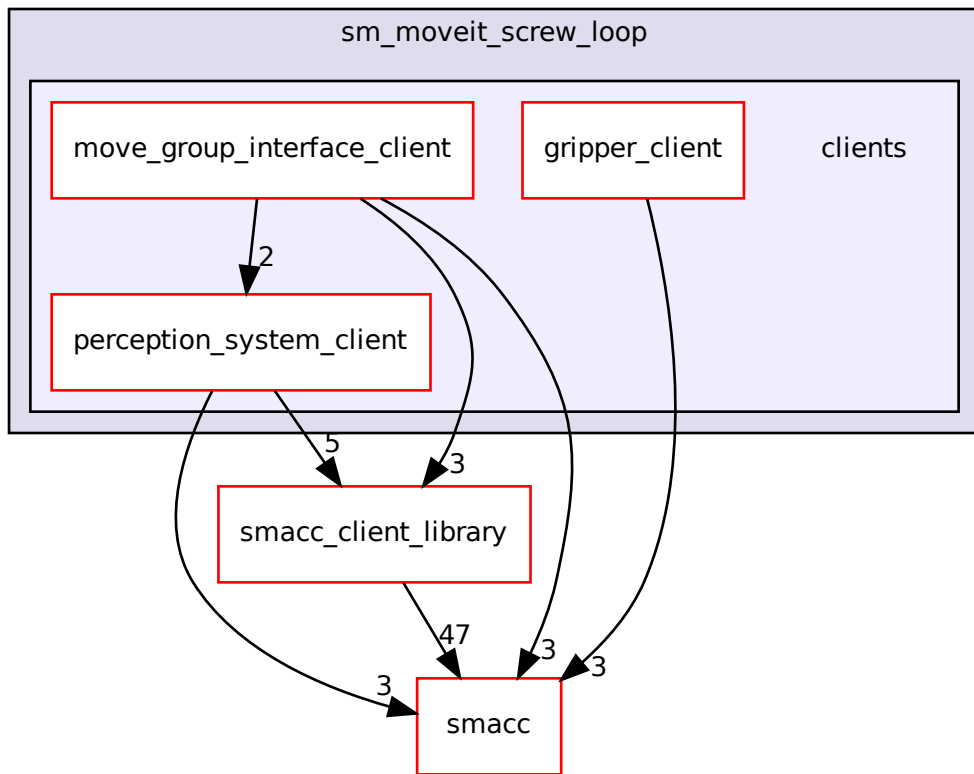 sm_moveit_screw_loop
move_group_interface_client
gripper_client
clients
2
perception_system_client
5
3
smacc_client_library
47
3
3
3
smacc